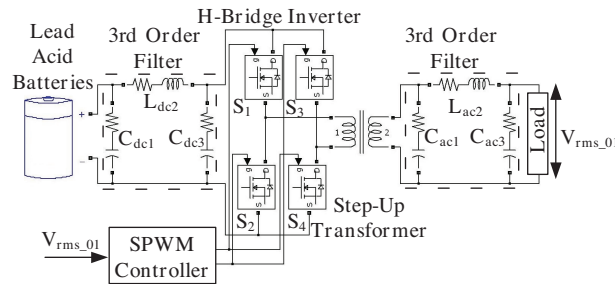 H-Bridge Inverter
3rd Order
Filter
Lead
Acid
Batteries
+
−
L_dc2
C_dc1
C_dc3
g
D
S
S_1
g
D
S
S_3
g
D
S
S_2
g
D
S
S_4
1
2
Step-Up
Transformer
3rd Order
Filter
L_ac2
C_ac1
C_ac3
Load
V_rms_01
V_rms_01
SPWM
Controller